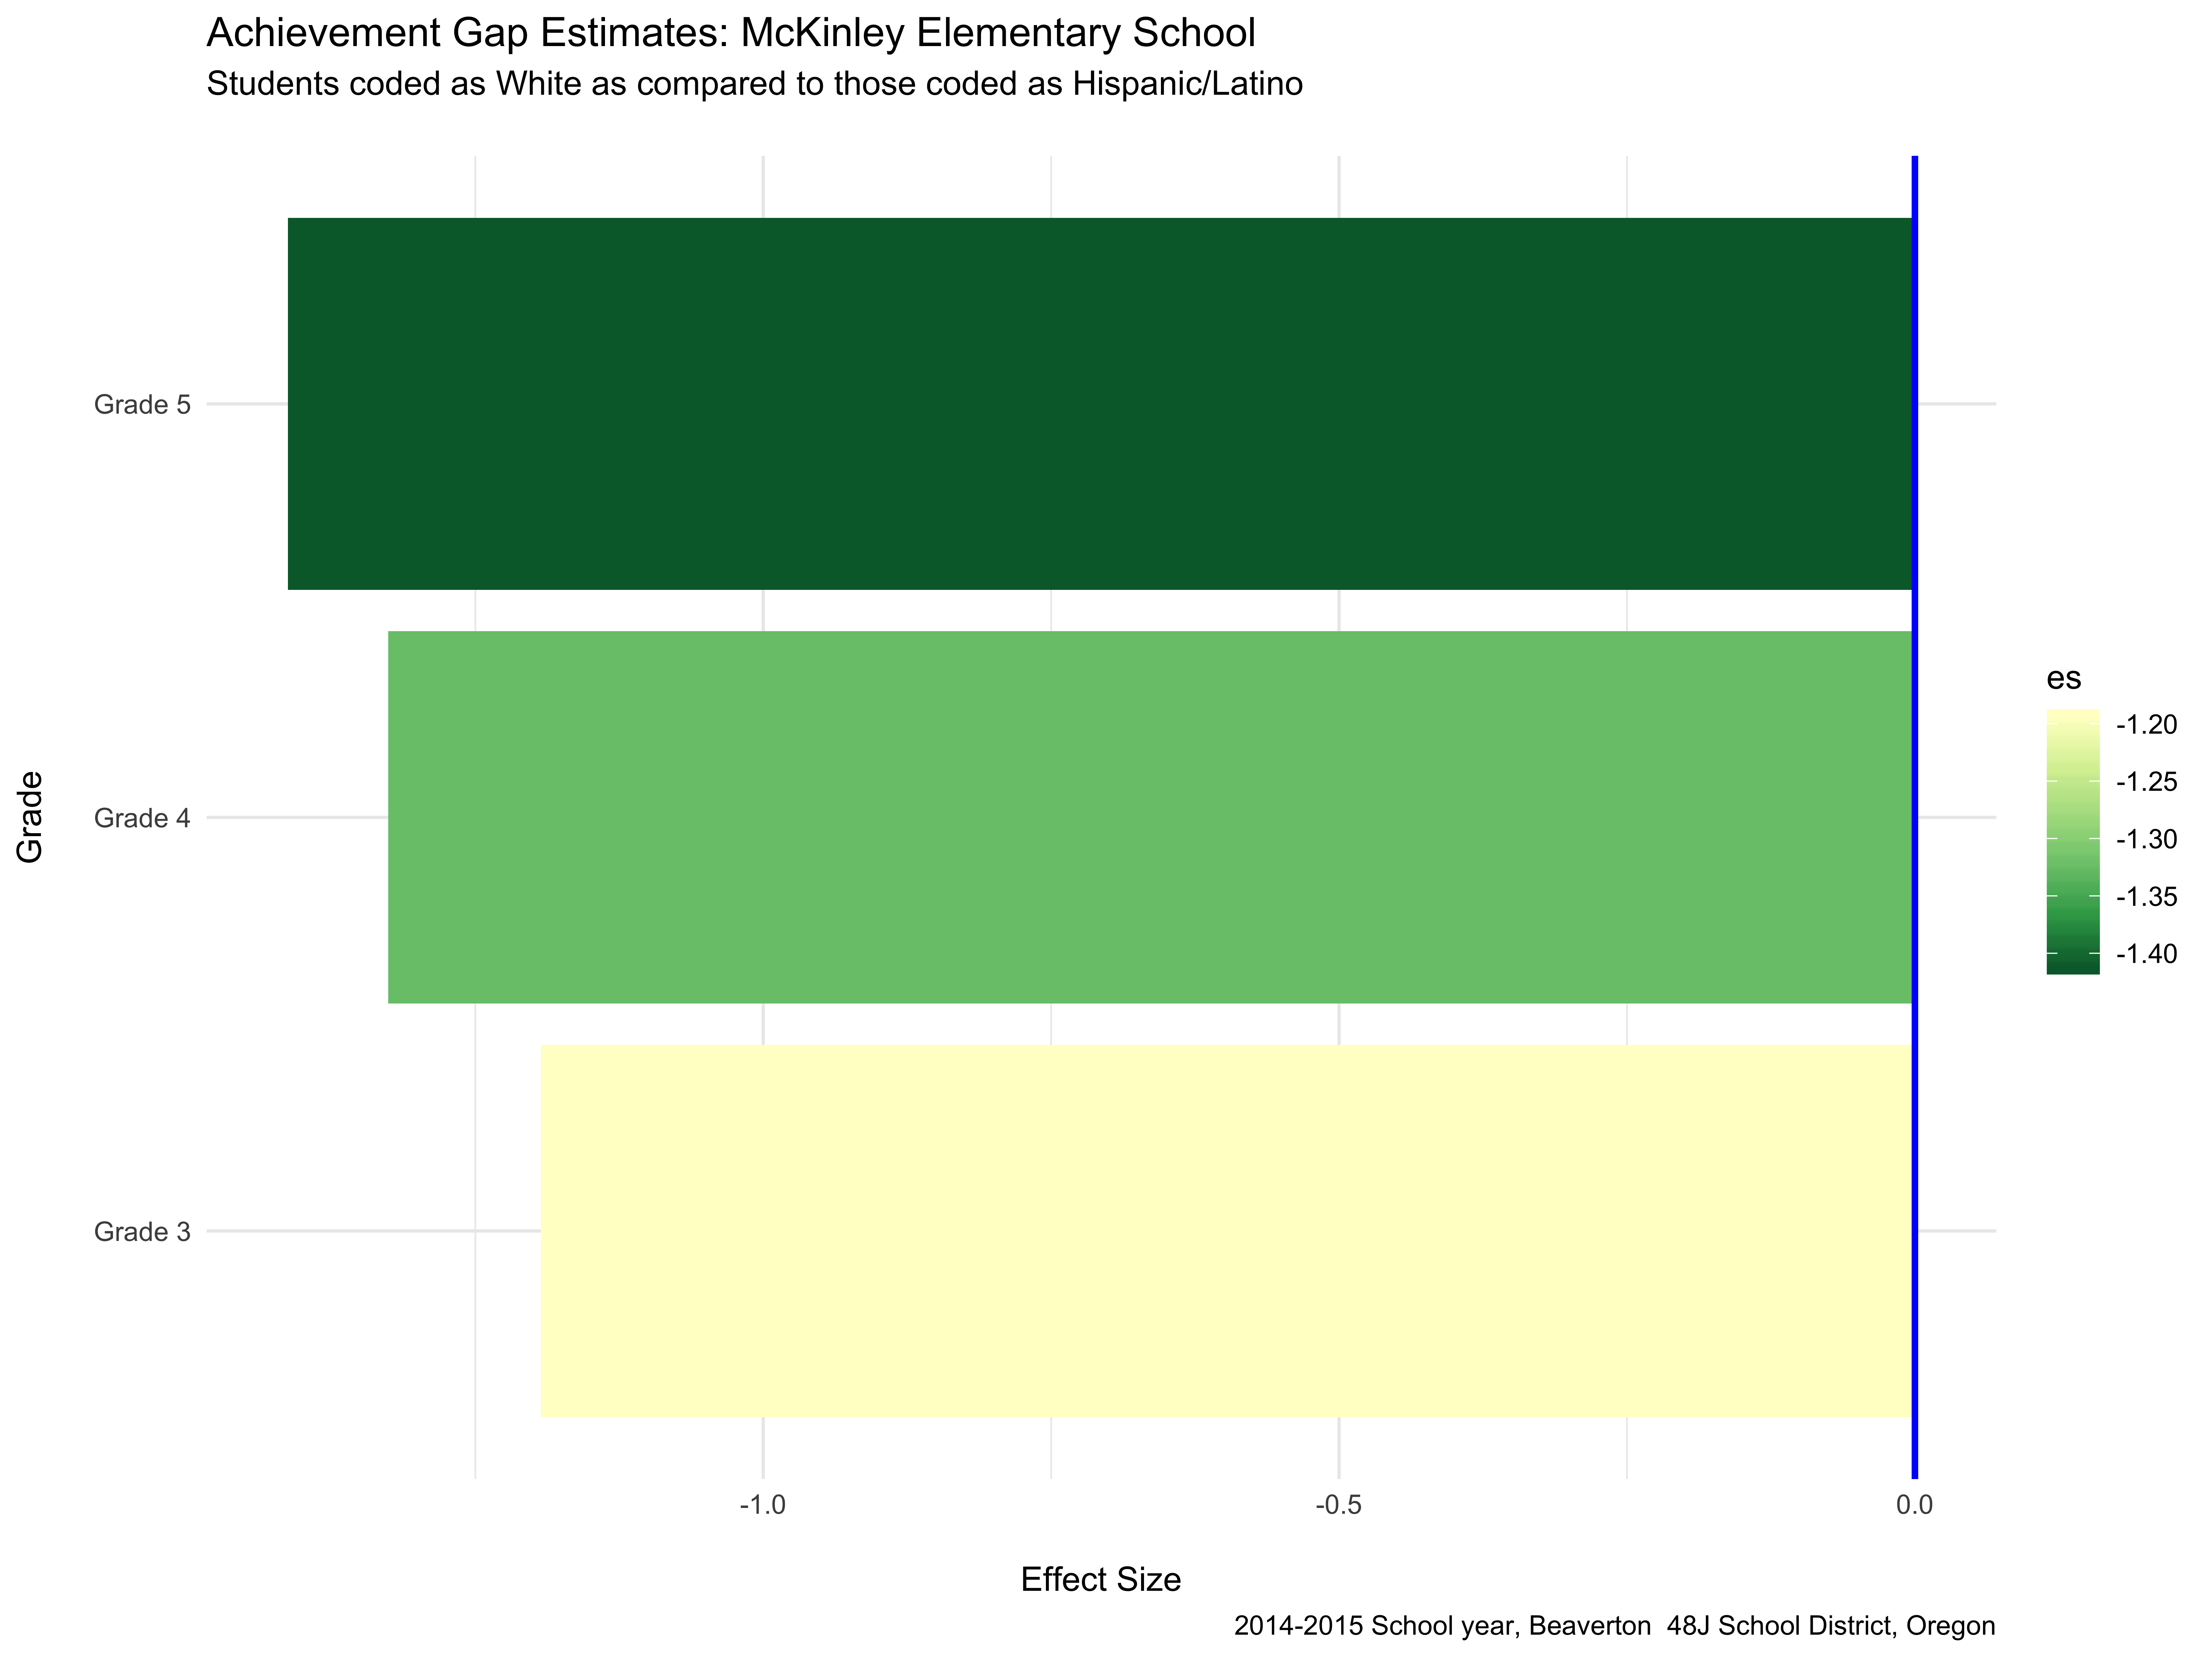 Achievement Gap Estimates: McKinley Elementary School
Students coded as White as compared to those coded as Hispanic/Latino
Grade 5
Grade 4
Grade 3
Grade
-1.0
-0.5
0.0
Effect Size
2014-2015 School year, Beaverton  48J School District, Oregon
es
-1.20
-1.25
-1.30
-1.35
-1.40